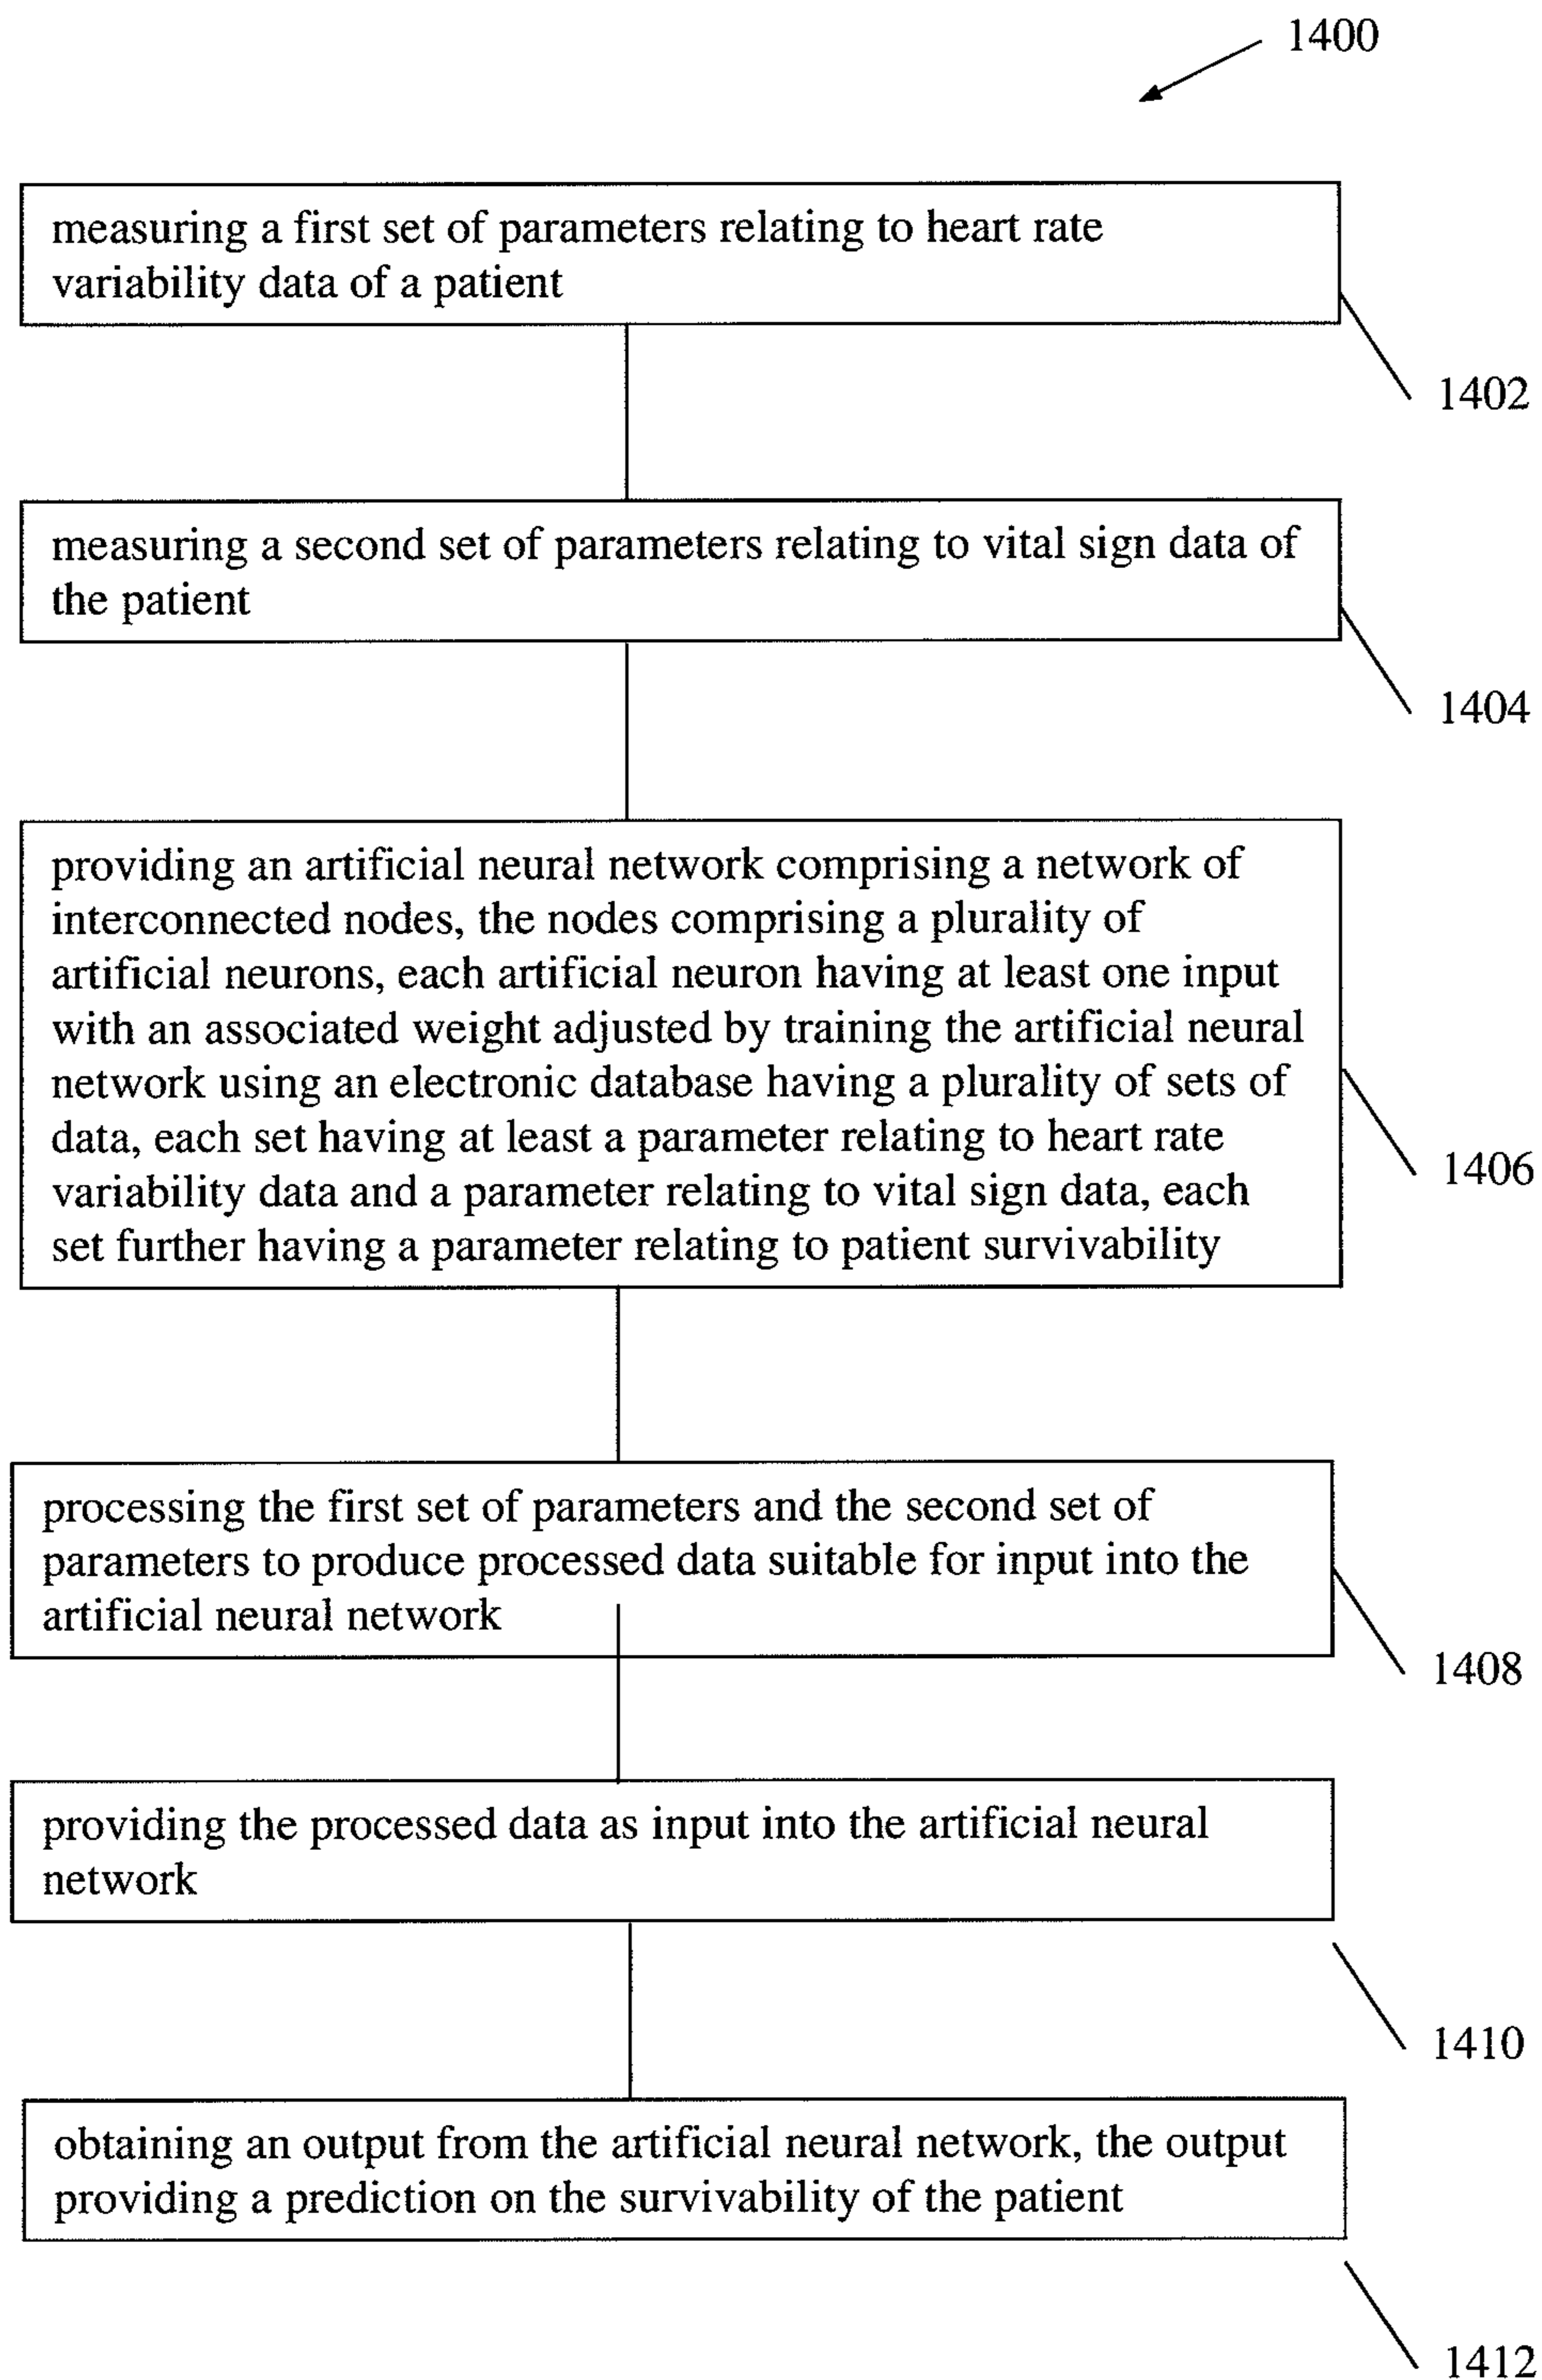 1400
measuring a first set of parameters relating to heart rate
variability data of a patient
1402
measuring a second set of parameters relating to vital sign data of
the patient
1404
providing an artificial neural network comprising a network of
interconnected nodes, the nodes comprising a plurality of
artificial neurons, each artificial neuron having at least one input
with an associated weight adjusted by training the artificial neural
network using an electronic database having a plurality of sets of
data, each set having at least a parameter relating to heart rate
variability data and a parameter relating to vital sign data, each
set further having a parameter relating to patient survivability
1406
processing the first set of parameters and the second set of
parameters to produce processed data suitable for input into the
artificial neural network
1408
providing the processed data as input into the artificial neural
network
1410
obtaining an output from the artificial neural network, the output
providing a prediction on the survivability of the patient
1412